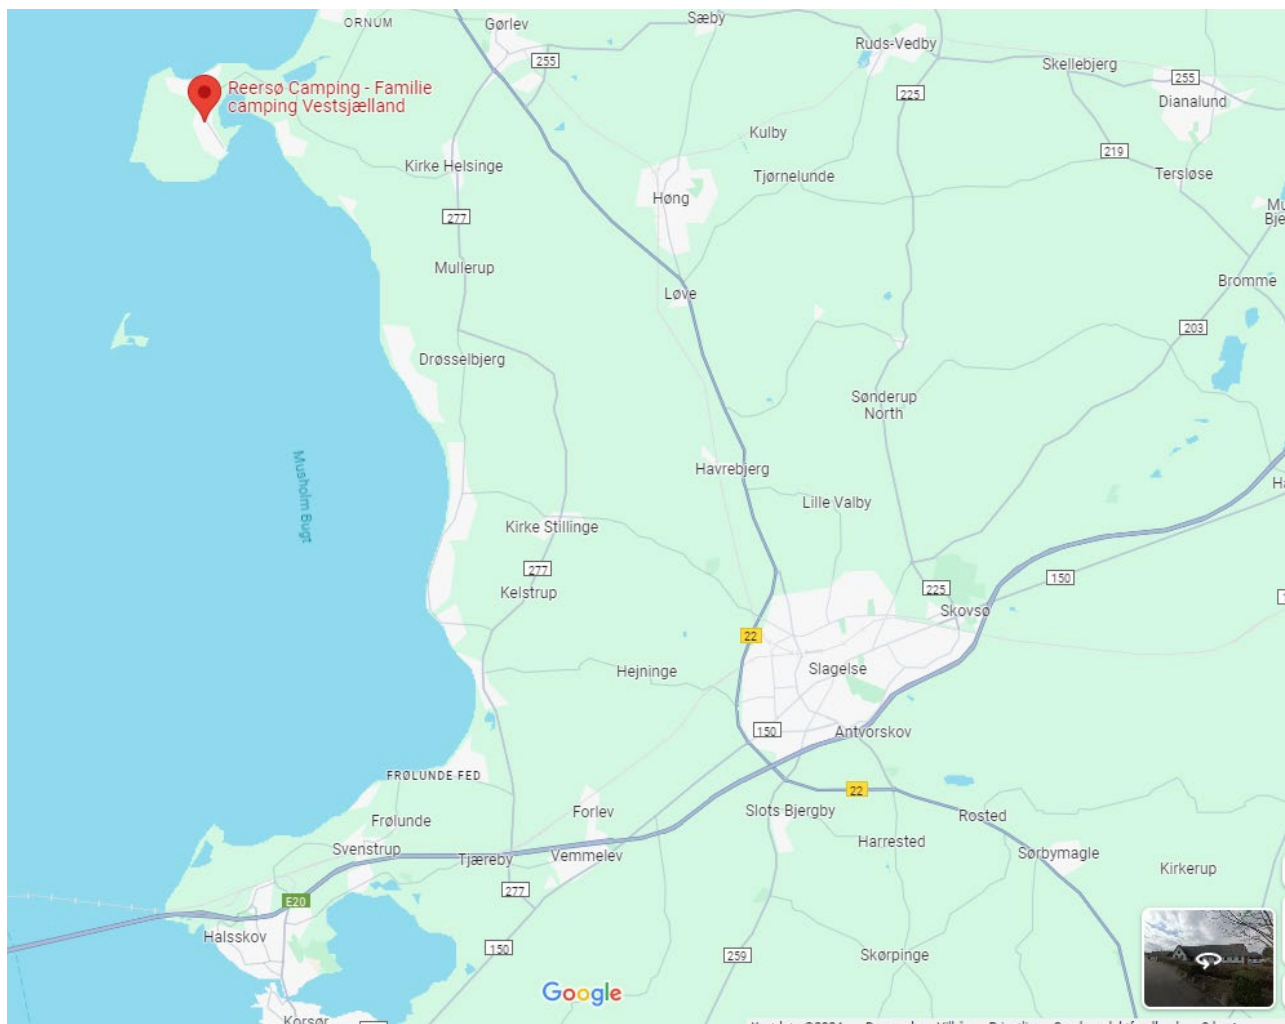 ORNUM
Gørlev
Sæby
Ruds-Vedby
Skellebjerg
255
255
Dianalund
225
Reersø Camping - Familie
camping Vestsjælland
Kulby
219
Kirke Helsinge
Tjørnelunde
Tersløse
Høng
277
Mullerup
Løve
Bromme
203
Drøsselbjerg
Sønderup
North
Musholm Bugt
Havrebjerg
Lille Valby
Kirke Stillinge
277
Kelstrup
150
225
Skovsø
22
Hejninge
Slagelse
150
Antvorskov
FRØLUNDE FED
22
Forlev
Slots Bjergby
Rosted
Frølunde
Harrested
Svenstrup
Tjæreby
Vemmelev
Sørbymagle
Kirkerup
277
E20
Halsskov
150
259
Skørpinge
Google
Korsør